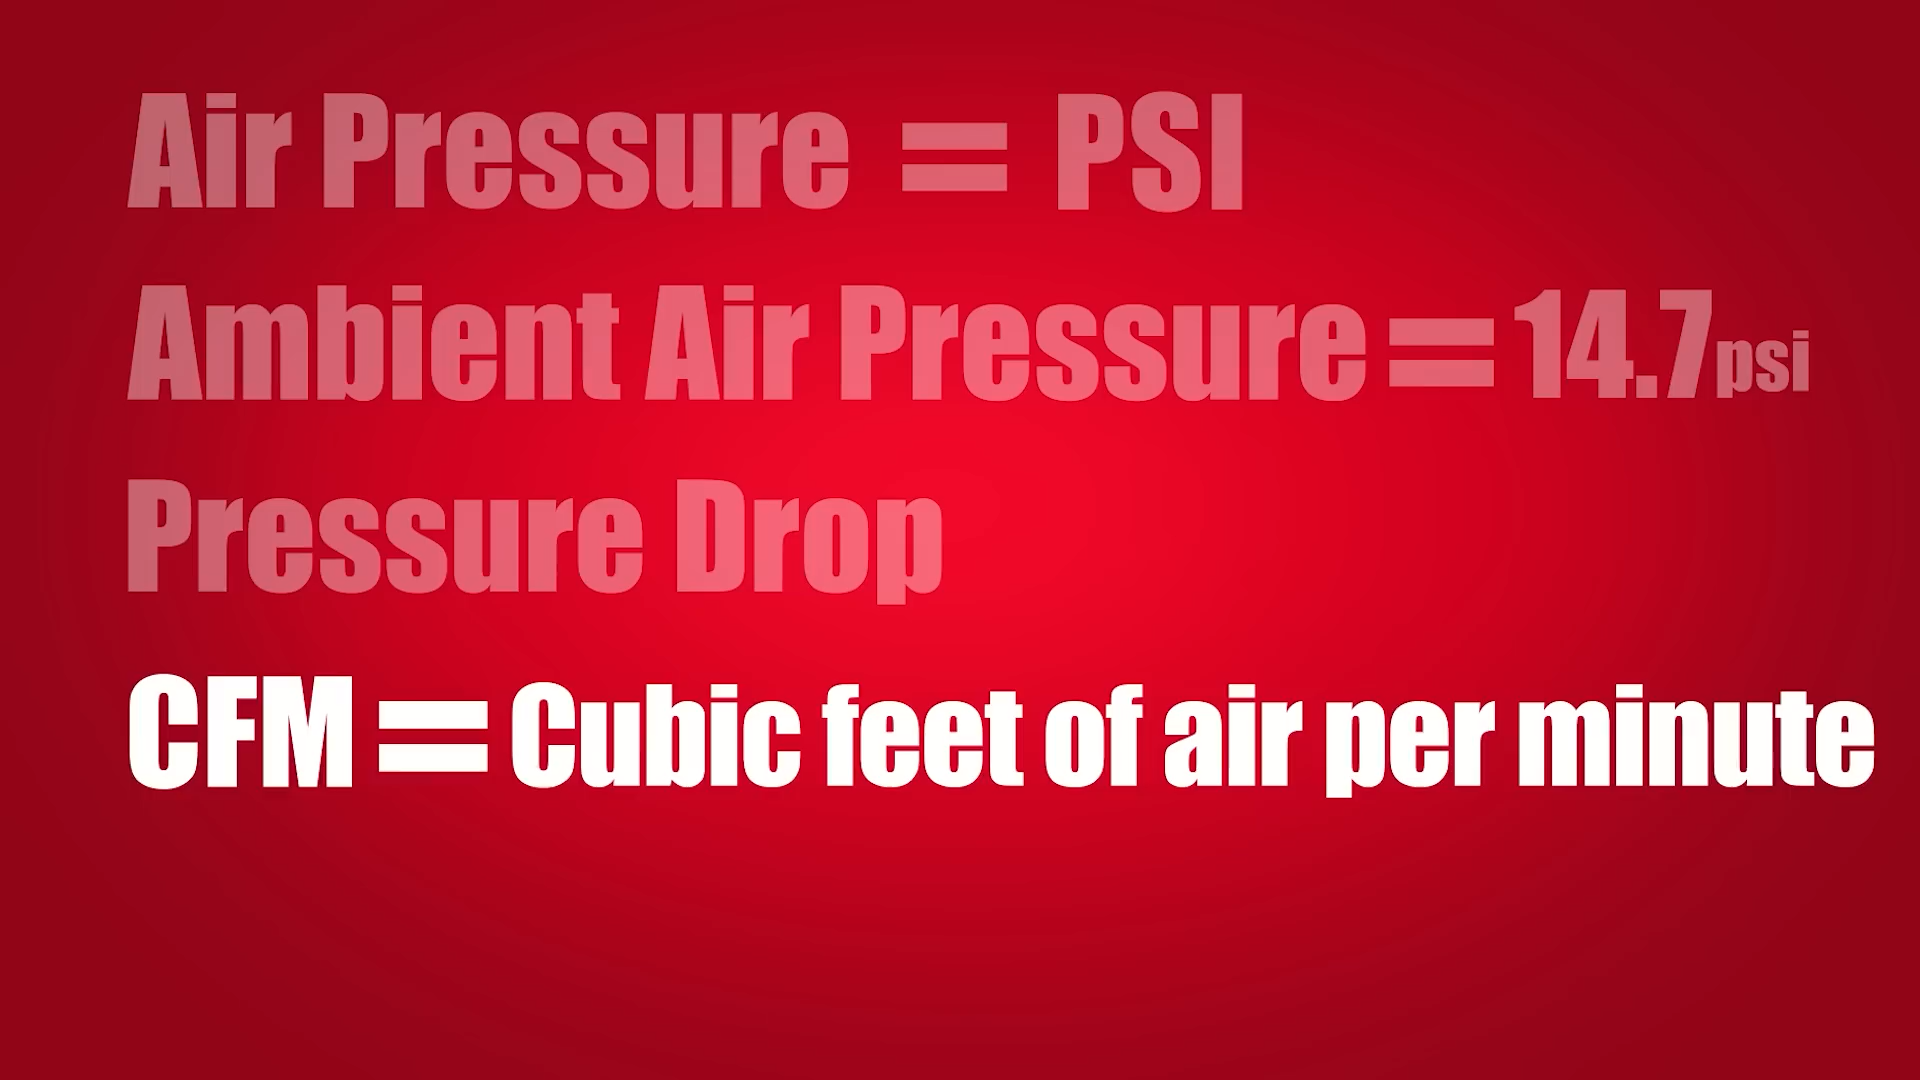 Air Pressure = PSI
Ambient Air Pressure = 14.7psi
Pressure Drop
CFM = Cubic feet of air per minute